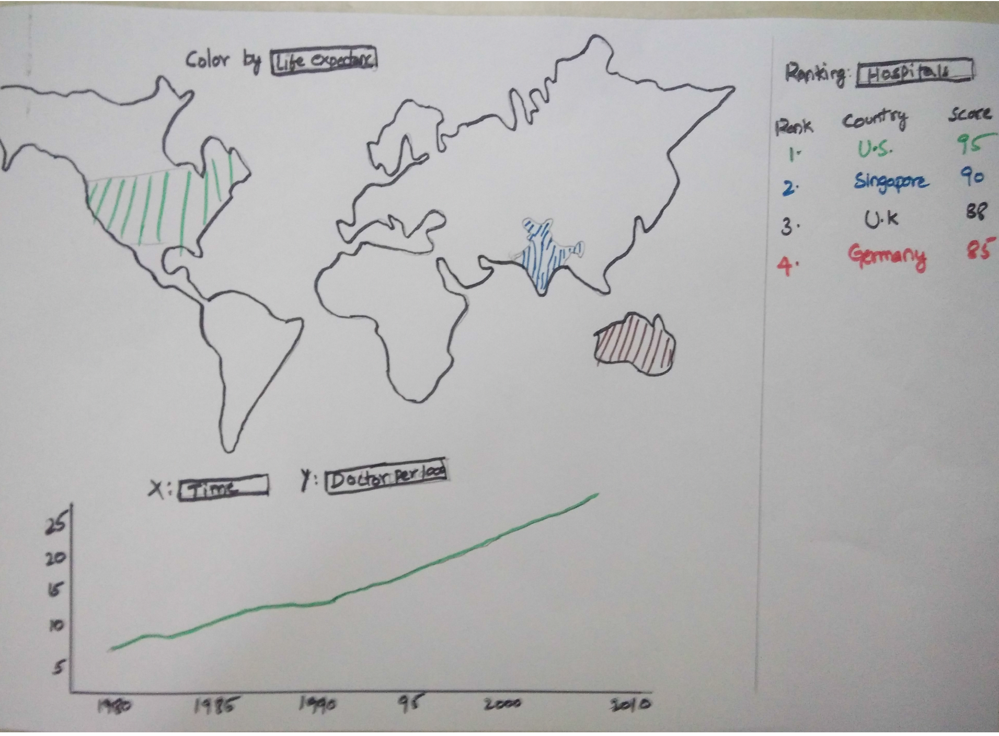 Color by Life expectanc
Ranking: Hospitals
Rank Country Score
1. U.S. 95
2. Singapore 90
3. U.K 88
4. Germany 85
X: Time Y: Doctor per 1000
25
20
15
10
5
1980 1985 1990 95 2000 2010